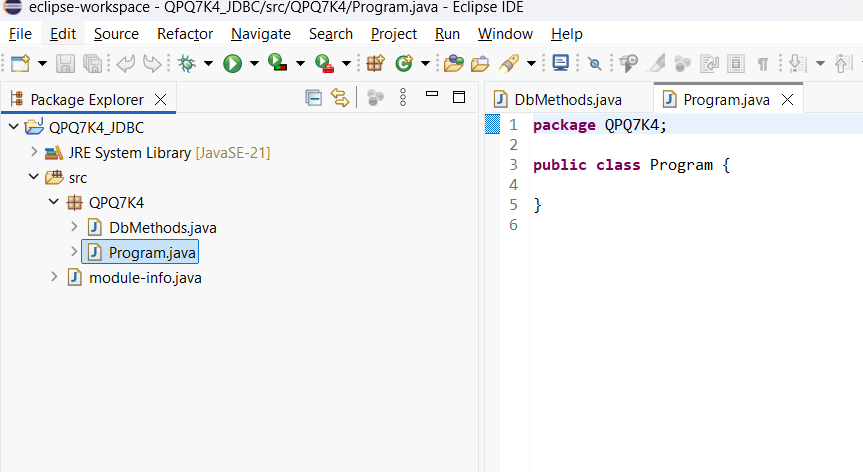 eclipse-workspace - QPQ7K4_JDBC/src/QPQ7K4/Program.java - Eclipse IDE
File Edit Source Refactor Navigate Search Project Run Window Help
Package Explorer
QPQ7K4_JDBC
JRE System Library [JavaSE-21]
src
QPQ7K4
DbMethods.java
Program.java
module-info.java
DbMethods.java Program.java
1 package QPQ7K4;
2
3 public class Program {
4
5 }
6